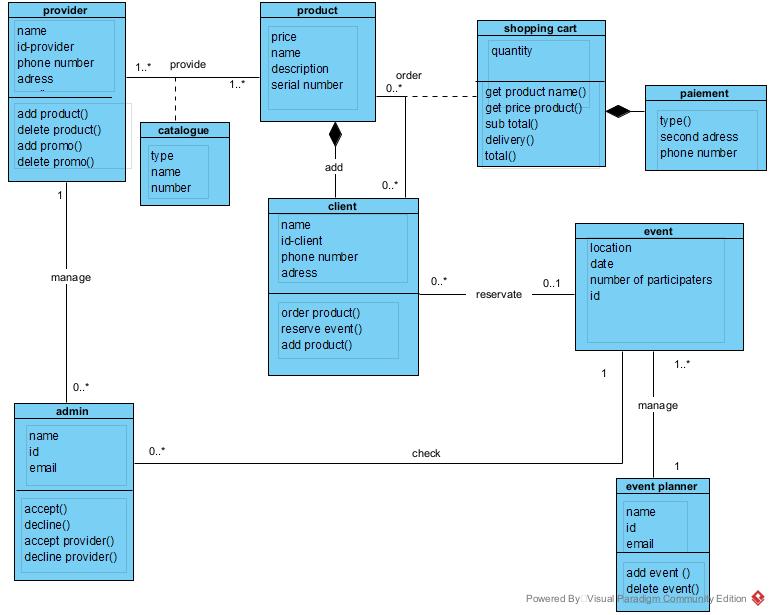 provider
name
id-provider
phone number
adress
add product()
delete product()
add promo()
delete promo()
1..*
provide
1..*
catalogue
type
name
number
product
price
name
description
serial number
order
0..*
0..*
add
shopping cart
quantity
get product name()
get price product()
sub total()
delivery()
total()
paiement
type()
second adress
phone number
client
name
id-client
phone number
adress
order product()
reserve event()
add product()
0..*
reservate
0..1
event
location
date
number of participaters
id
1
manage
0..*
admin
name
id
email
accept()
decline()
accept provider()
decline provider()
0..*
check
1
1..*
manage
1
event planner
name
id
email
add event ()
delete event()
Powered By Visual Paradigm Community Edition